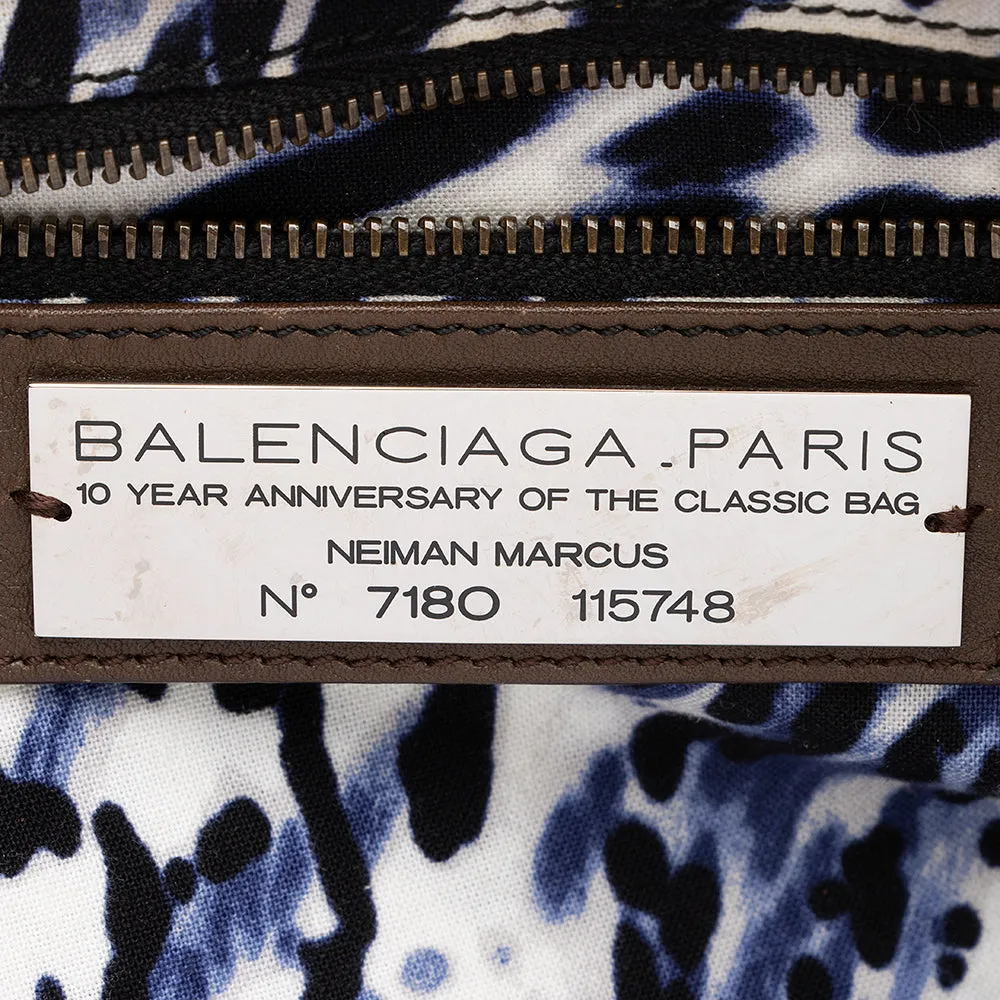 BALENCIAGA.PARIS
10 YEAR ANNIVERSARY OF THE CLASSIC BAG
NEIMAN MARCUS
N° 7180 115748